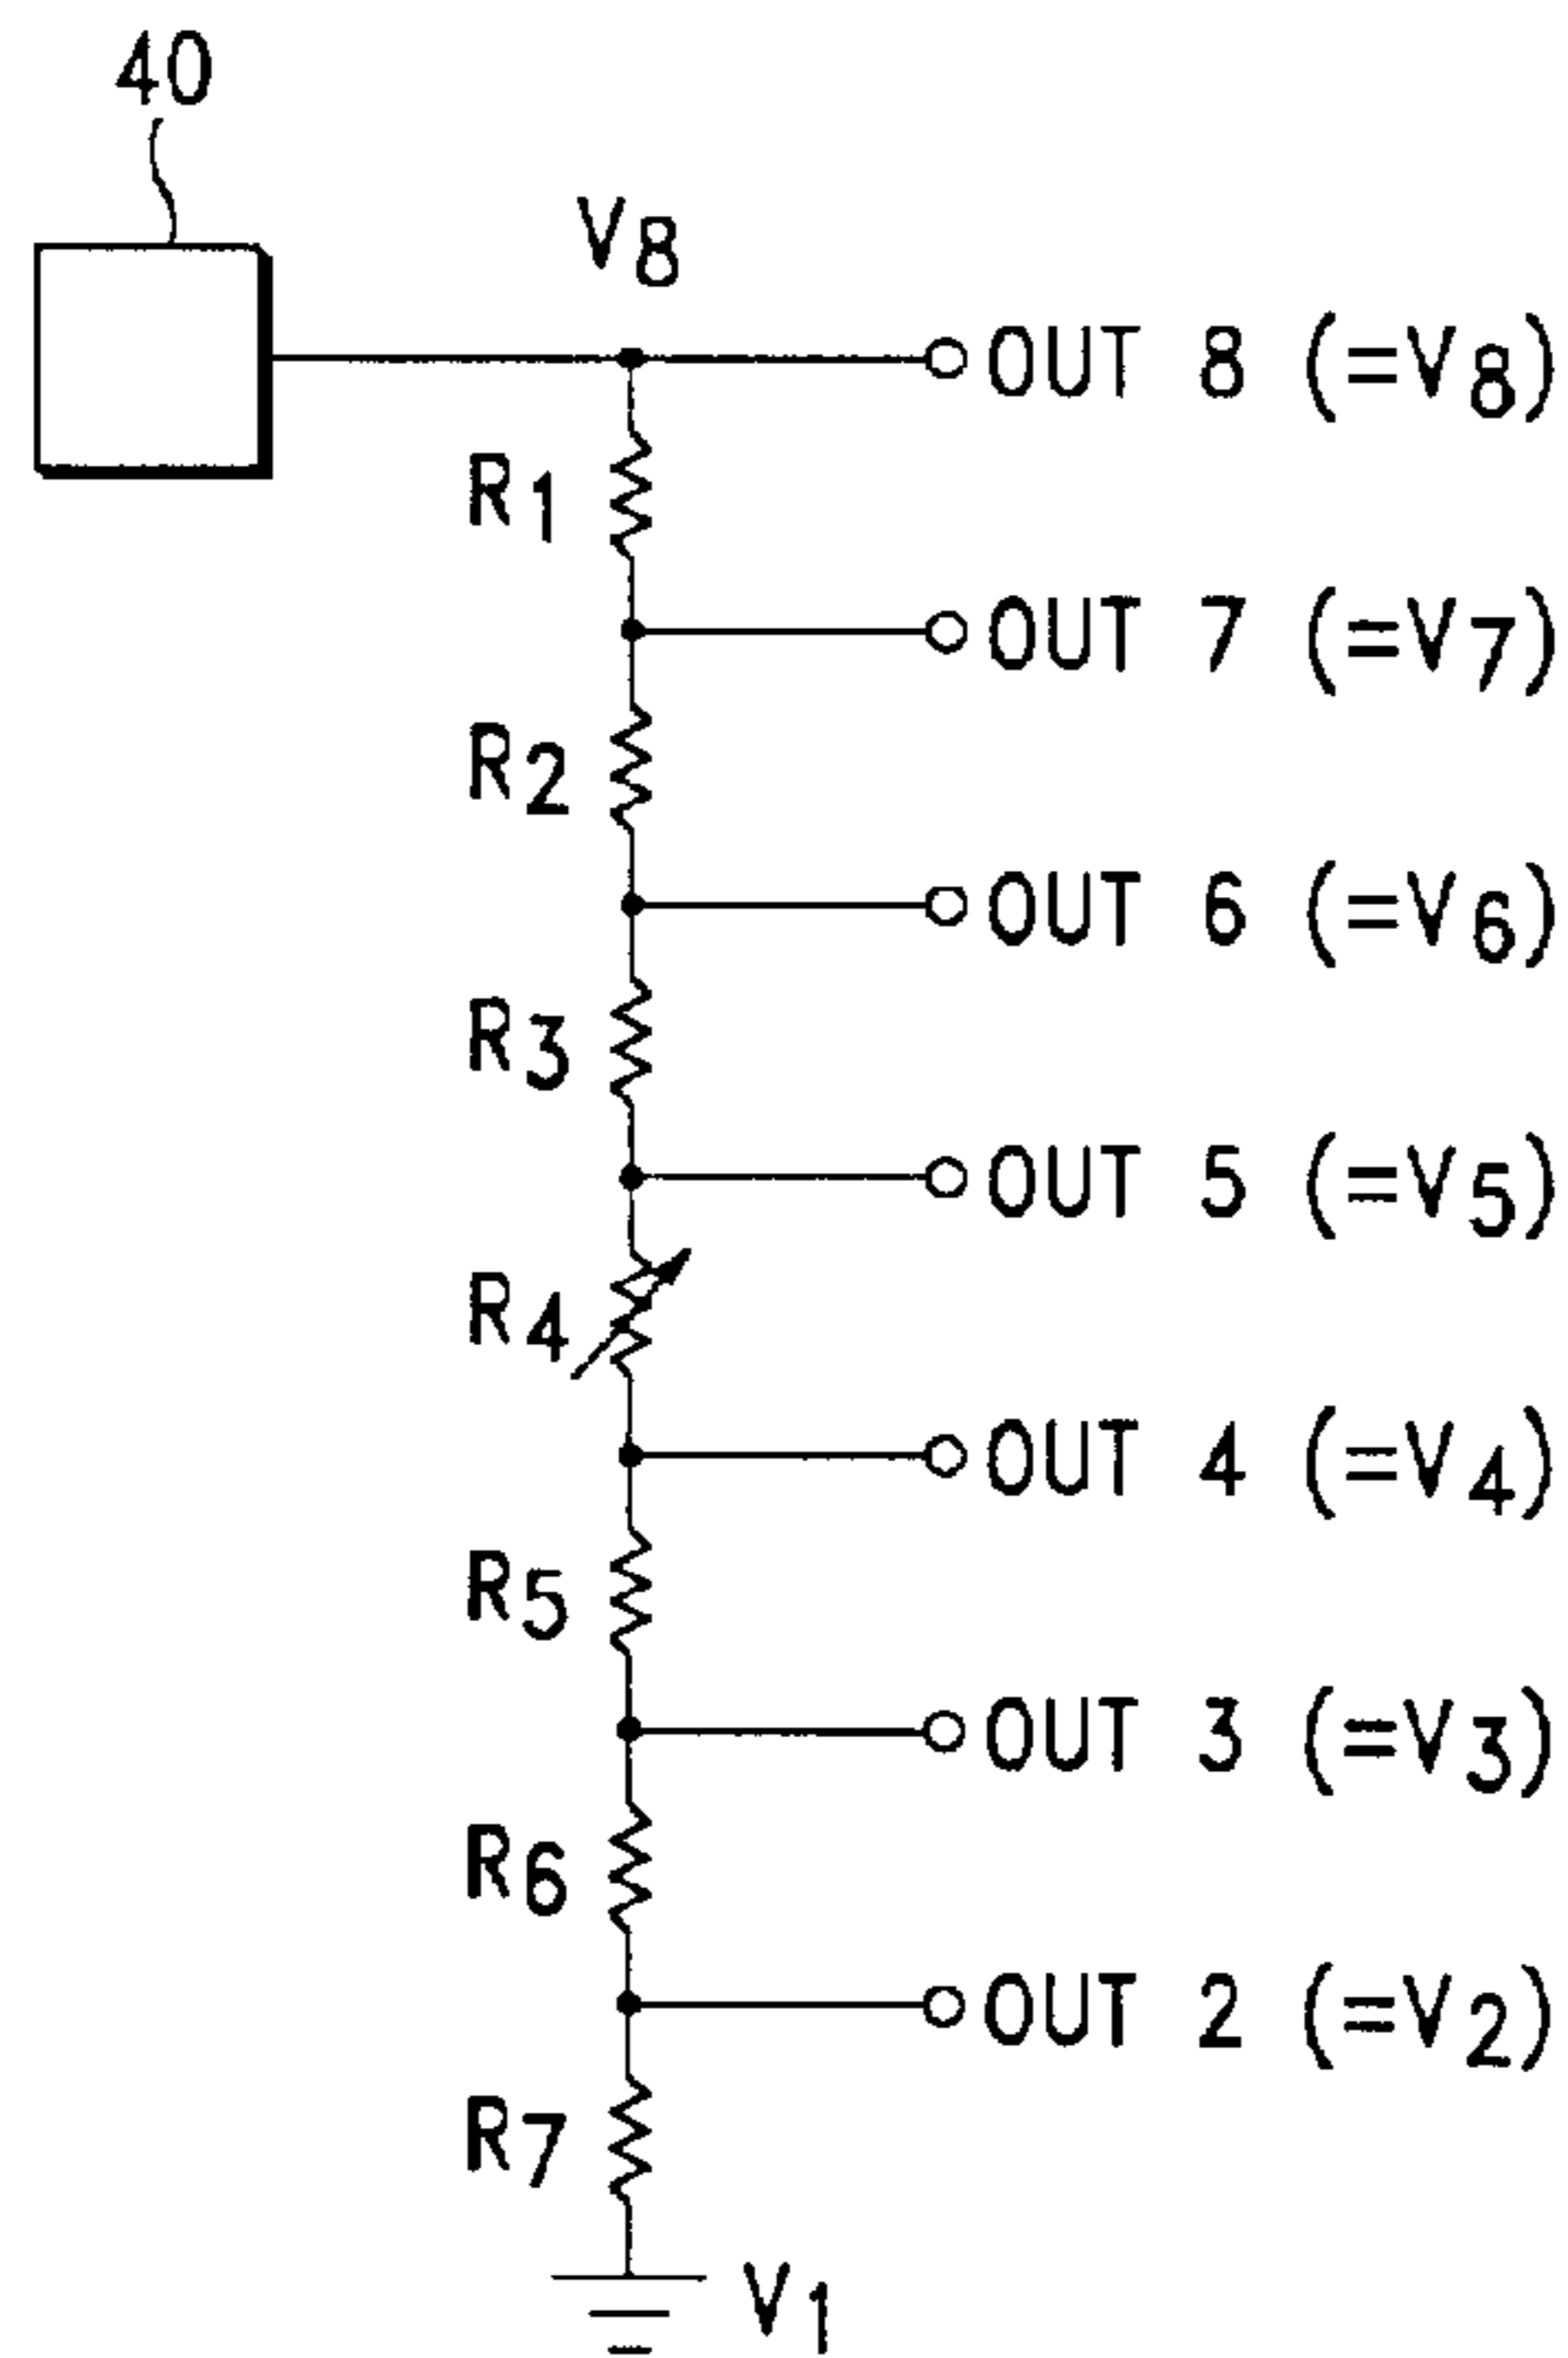 40
V8
OUT 8 (=V8)
R1
OUT 7 (=V7)
R2
OUT 6 (=V6)
R3
OUT 5 (=V5)
R4
OUT 4 (=V4)
R5
OUT 3 (=V3)
R6
OUT 2 (=V2)
R7
V1